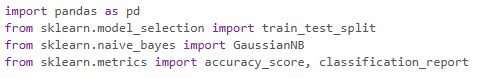 import pandas as pd
from sklearn.model_selection import train_test_split
from sklearn.naive_bayes import GaussianNB
from sklearn.metrics import accuracy_score, classification_report